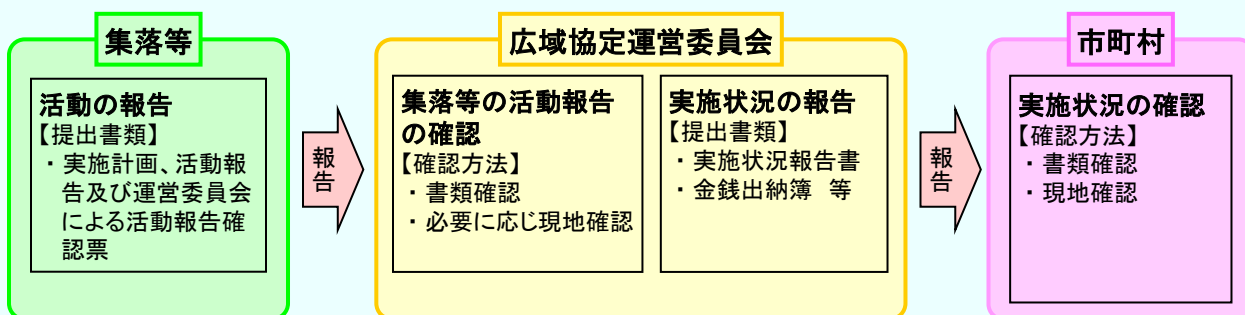 集落等
活動の報告
【提出書類】
・ 実施計画、活動報
告及び運営委員会
による活動報告確
認票
報告
広域協定運営委員会
集落等の活動報告
の確認
【確認方法】
・ 書類確認
・ 必要に応じ現地確認
実施状況の報告
【提出書類】
・ 実施状況報告書
・ 金銭出納簿　等
報告
市町村
実施状況の確認
【確認方法】
・ 書類確認
・ 現地確認